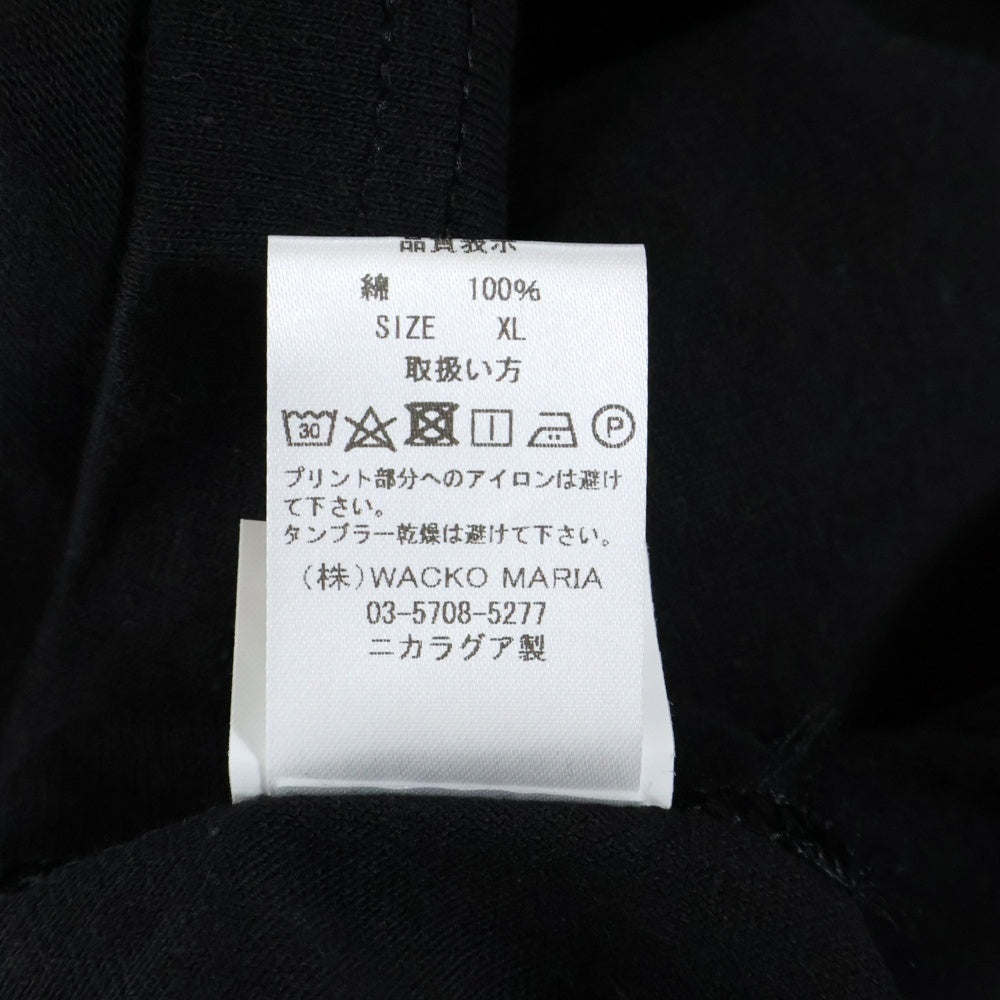 品質表示
綿 100%
SIZE XL
取扱い方
30 P
プリント部分へのアイロンは避け
て下さい。
タンブラー乾燥は避けて下さい。
(株)WACKO MARIA
03-5708-5277
ニカラグア製